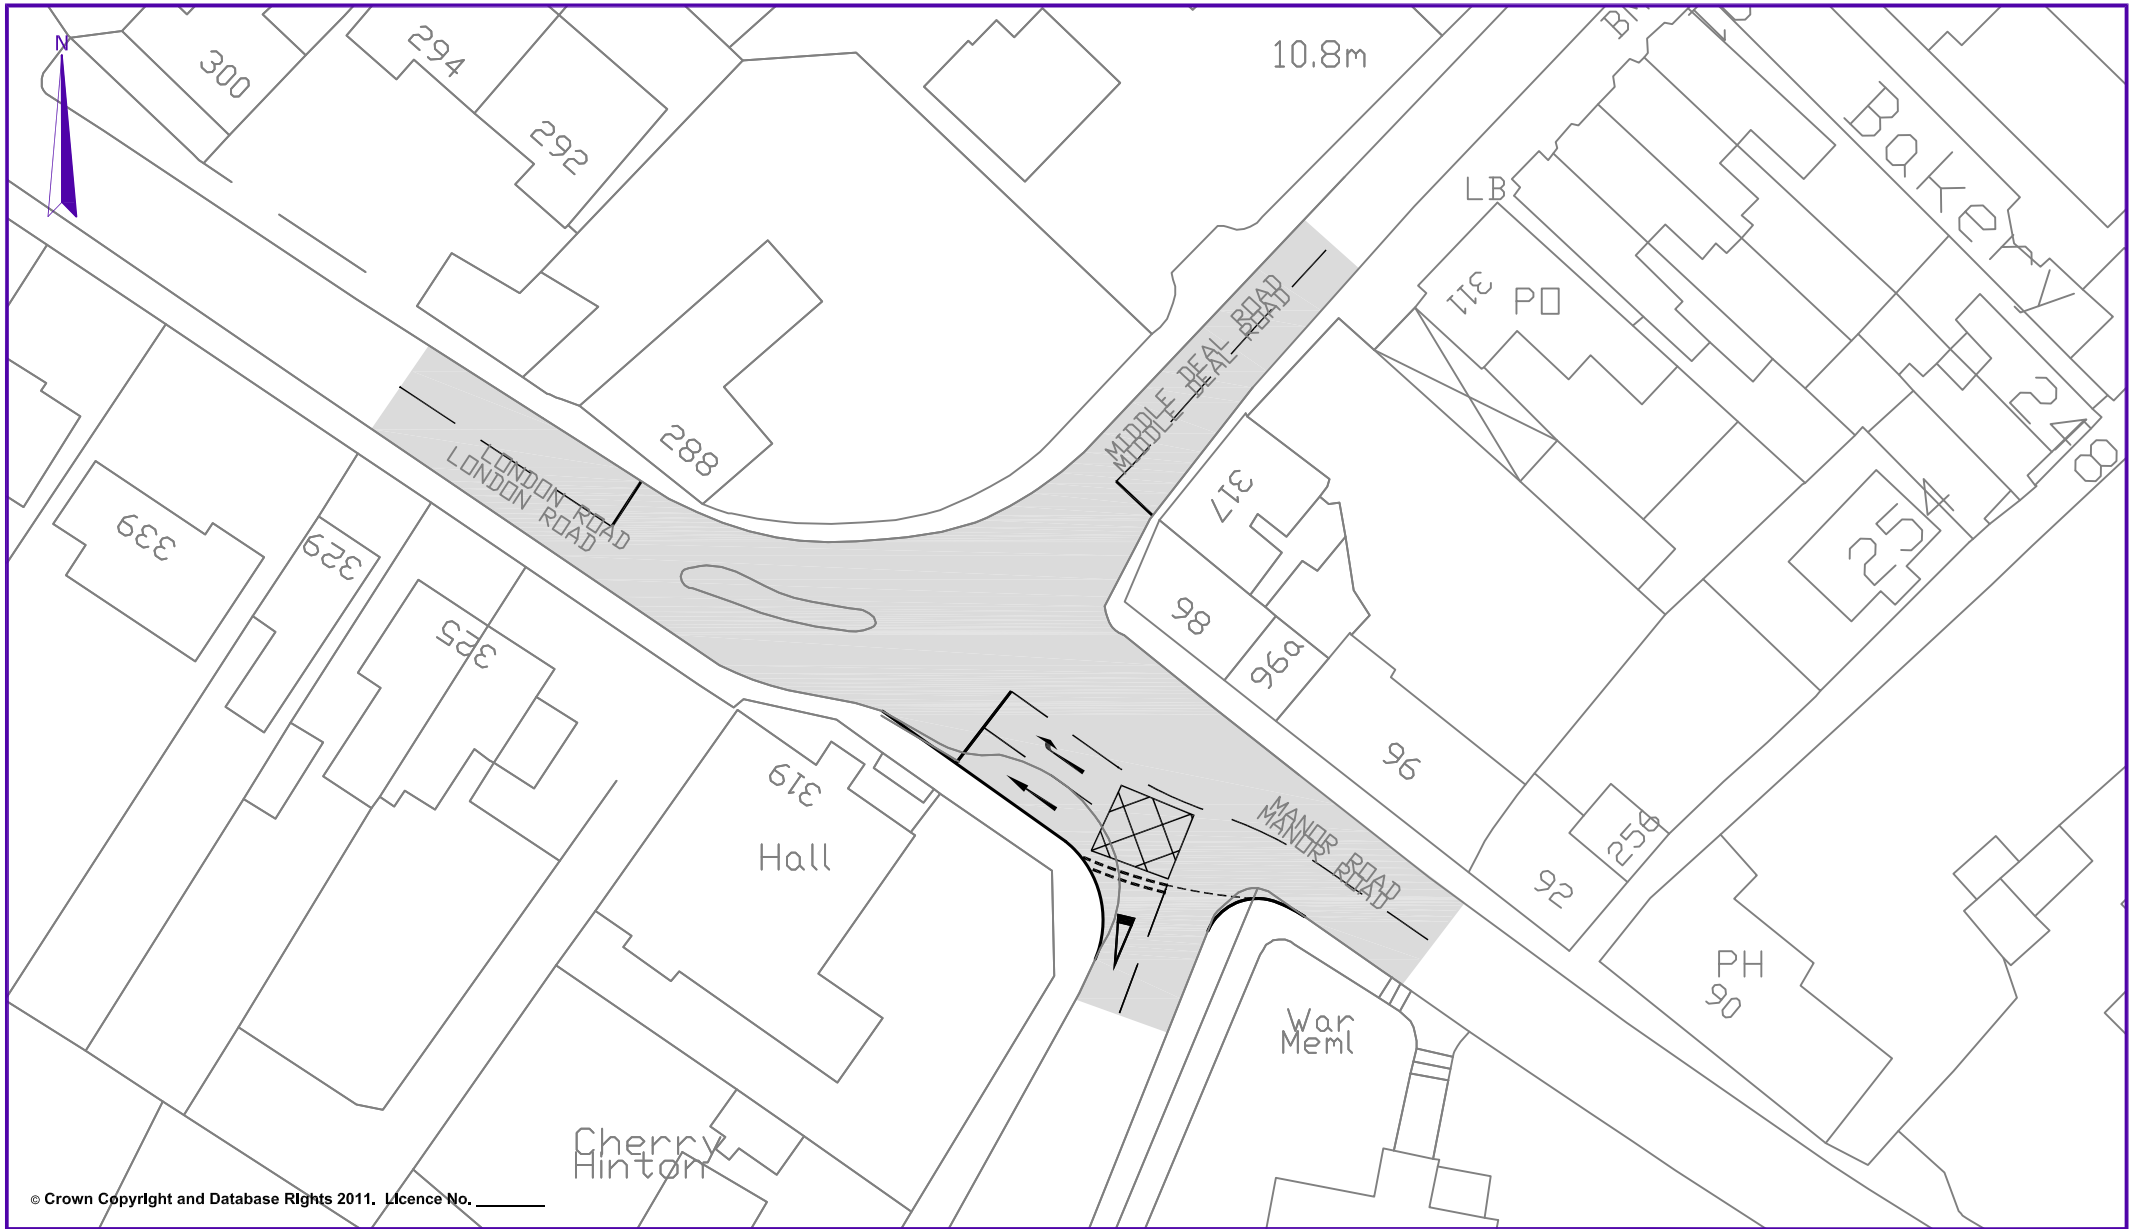 N
300
294
292
10.8m
Bakery
LB
311
PO
248
254
288
MIDDLE DEAL ROAD
MIDDLE DEAL ROAD
LONDON ROAD
LONDON ROAD
317
339
329
325
98
96a
96
319
Hall
MANOR ROAD
MANOR ROAD
256
92
PH
90
War
Meml
Cherry
Hinton
© Crown Copyright and Database Rights 2011. Licence No.